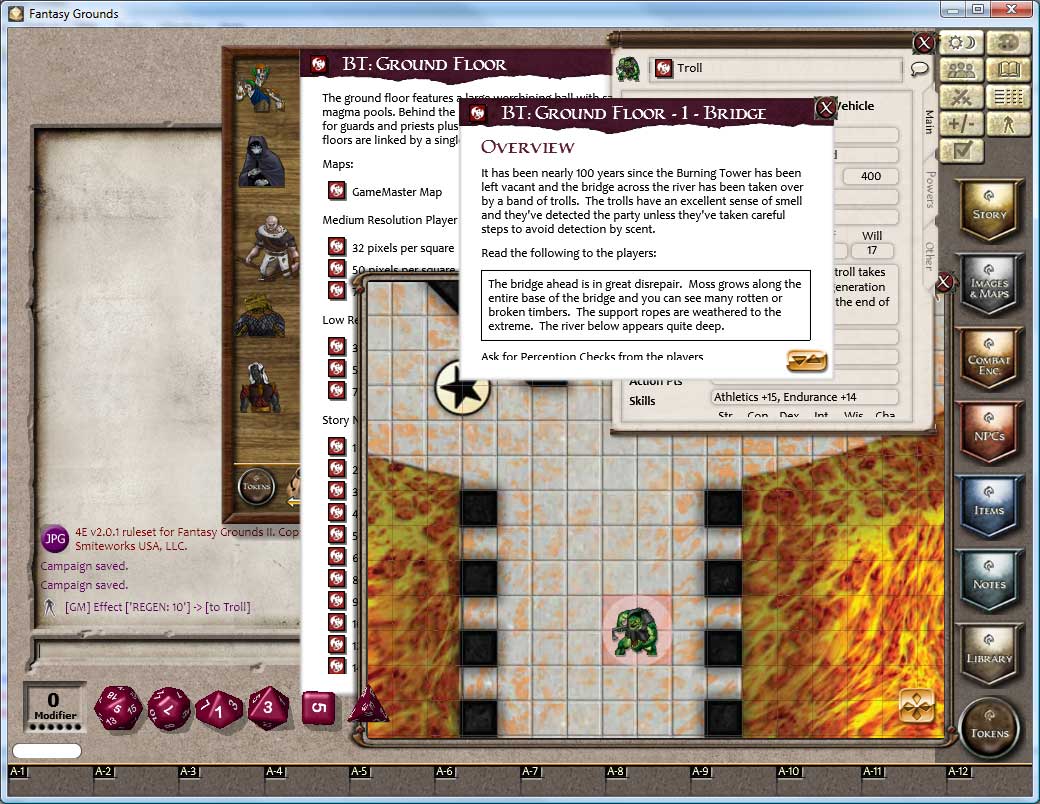 Fantasy Grounds
BT: Ground Floor
The ground floor features a large worshiping hall with
magma pools. Behind the
for guards and priests plus
floors are linked by a single
Maps:
GameMaster Map
Medium Resolution Player
32 pixels per square
50 pixels per square
Low Re
Story N
Troll
Vehicle
400
Will
17
troll takes
the end of
Action Pts
Skills
Athletics +15, Endurance +14
Str Con Dex Int Wis Cha
Main
Powers
Other
BT: Ground Floor - 1 - Bridge
Overview
It has been nearly 100 years since the Burning Tower has been
left vacant and the bridge across the river has been taken over
by a band of trolls. The trolls have an excellent sense of smell
and they've detected the party unless they've taken careful
steps to avoid detection by scent.
Read the following to the players:
The bridge ahead is in great disrepair. Moss grows along the
entire base of the bridge and you can see many rotten or
broken timbers. The support ropes are weathered to the
extreme. The river below appears quite deep.
Ask for Perception Checks from the players
Tokens
JPG
4E v2.0.1 ruleset for Fantasy Grounds II. Cop
Smiteworks USA, LLC.
Campaign saved.
Campaign saved.
[GM] Effect ['REGEN: 10'] -> [to Troll]
0
Modifier
Story
Images
& Maps
Combat
Enc.
NPCs
Items
Notes
Library
Tokens
A-1 A-2 A-3 A-4 A-5 A-6 A-7 A-8 A-9 A-10 A-11 A-12